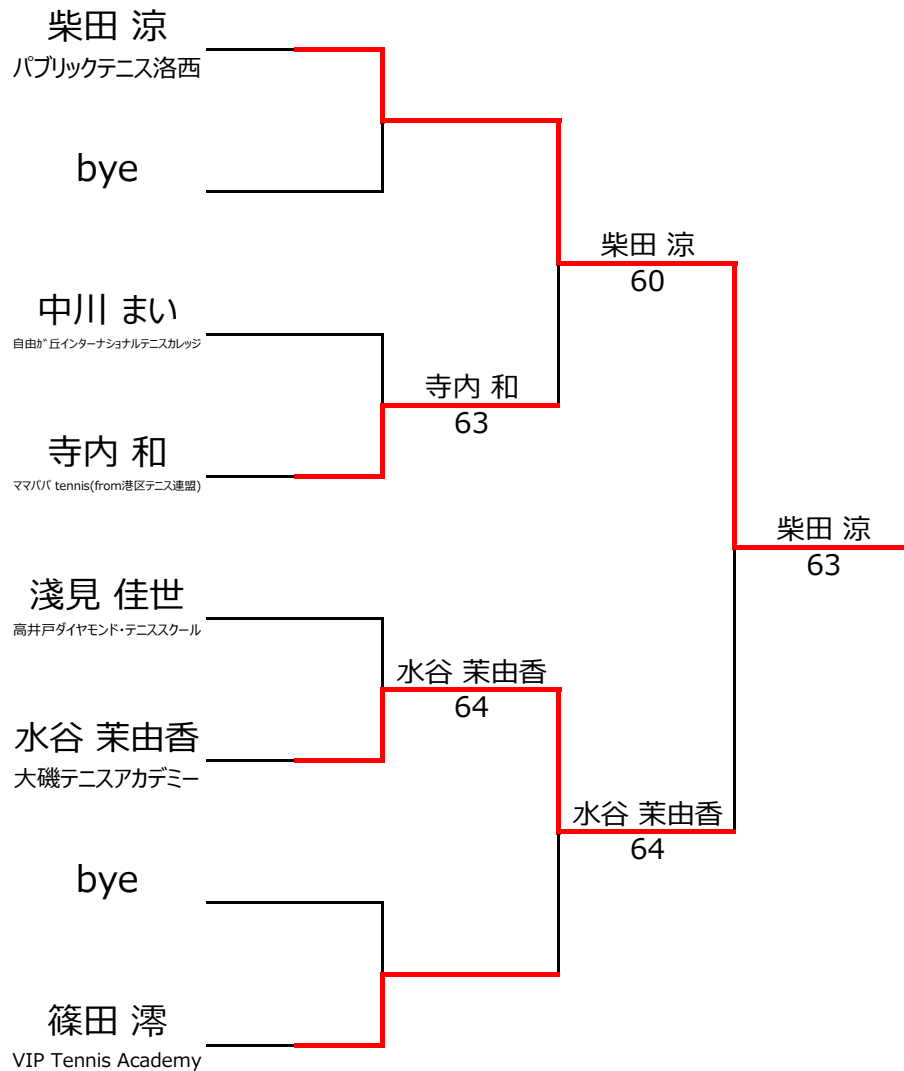 柴田 涼
パブリックテニス洛西
bye
中川 まい
自由ｶﾞ丘インターナショナルテニスカレッジ
寺内 和
ママパパ tennis(from港区テニス連盟)
淺見 佳世
高井戸ダイヤモンド・テニススクール
水谷 茉由香
大磯テニスアカデミー
bye
篠田 澪
VIP Tennis Academy
寺内 和
63
水谷 茉由香
64
柴田 涼
60
水谷 茉由香
64
柴田 涼
63